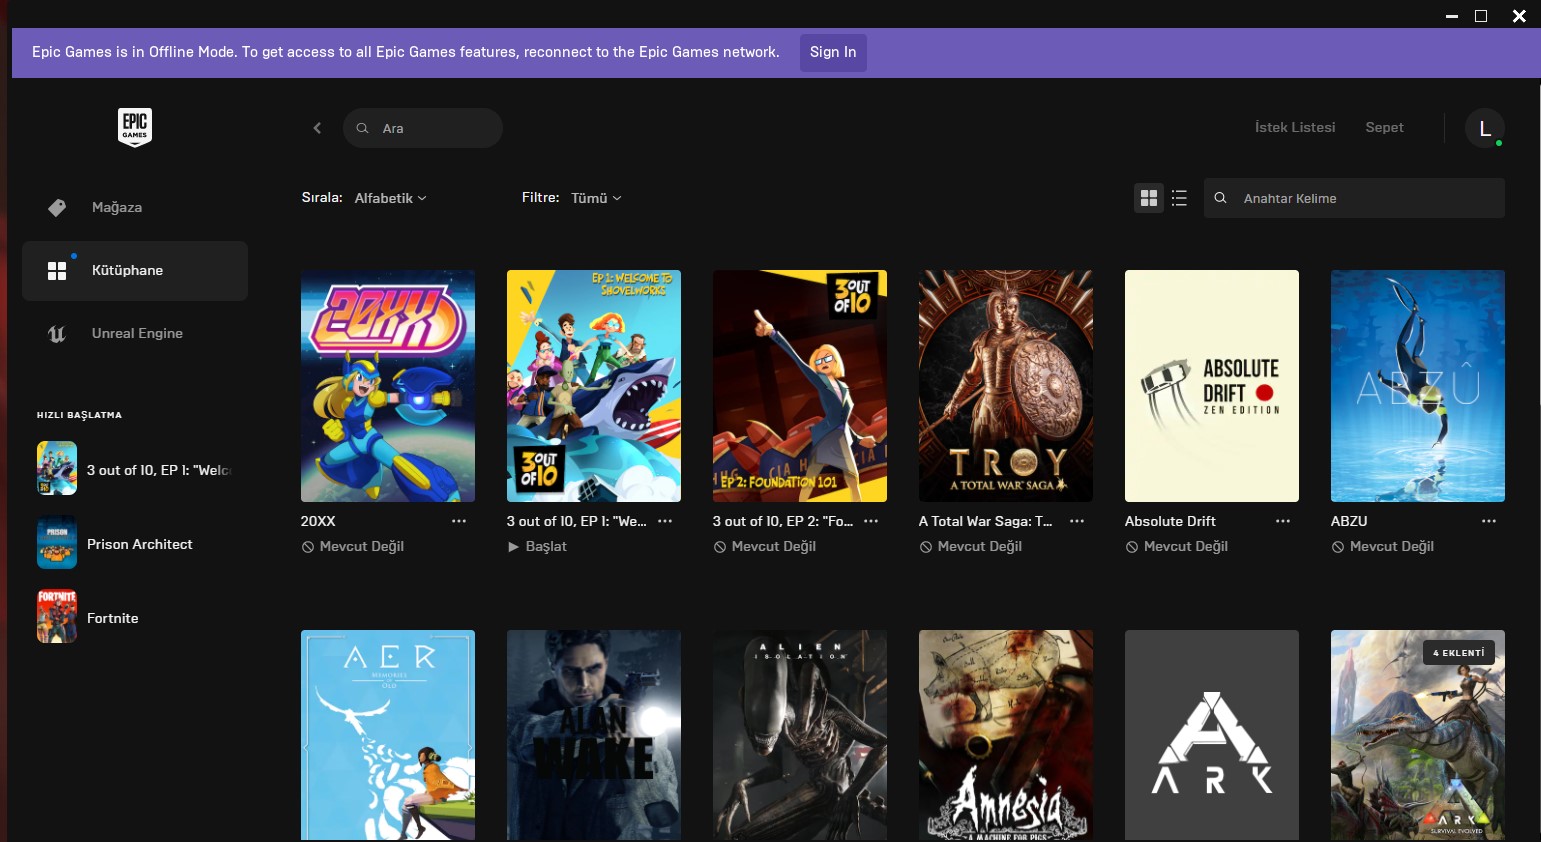 Epic Games is in Offline Mode. To get access to all Epic Games features, reconnect to the Epic Games network. Sign In
EPIC
GAMES
Ara
İstek Listesi Sepet L
Mağaza
Kütüphane
Unreal Engine
HIZLI BAŞLATMA
3 out of 10, EP 1: "Welc
Prison Architect
Fortnite
Sırala: Alfabetik Filtre: Tümü Anahtar Kelime
20XX
EP 1: WELCOME TO
SHOVELWORKS
3 OUT
OF 10
3 OUT
OF 10
EP 2: FOUNDATION 101
TROY
A TOTAL WAR SAGA
ABSOLUTE
DRIFT
ZEN EDITION
ABZÛ
20XX ...
Mevcut Değil
3 out of 10, EP 1: "We... ...
Başlat
3 out of 10, EP 2: "Fo... ...
Mevcut Değil
A Total War Saga: T... ...
Mevcut Değil
Absolute Drift ...
Mevcut Değil
ABZU ...
Mevcut Değil
AER
MEMORIES
OF
OLD
ALAN
WAKE
ALIEN
ISOLATION
Amnesia
A MACHINE FOR PIGS
ARK
4 EKLENTİ
ARK
SURVIVAL EVOLVED
PRISON
FORTNITE